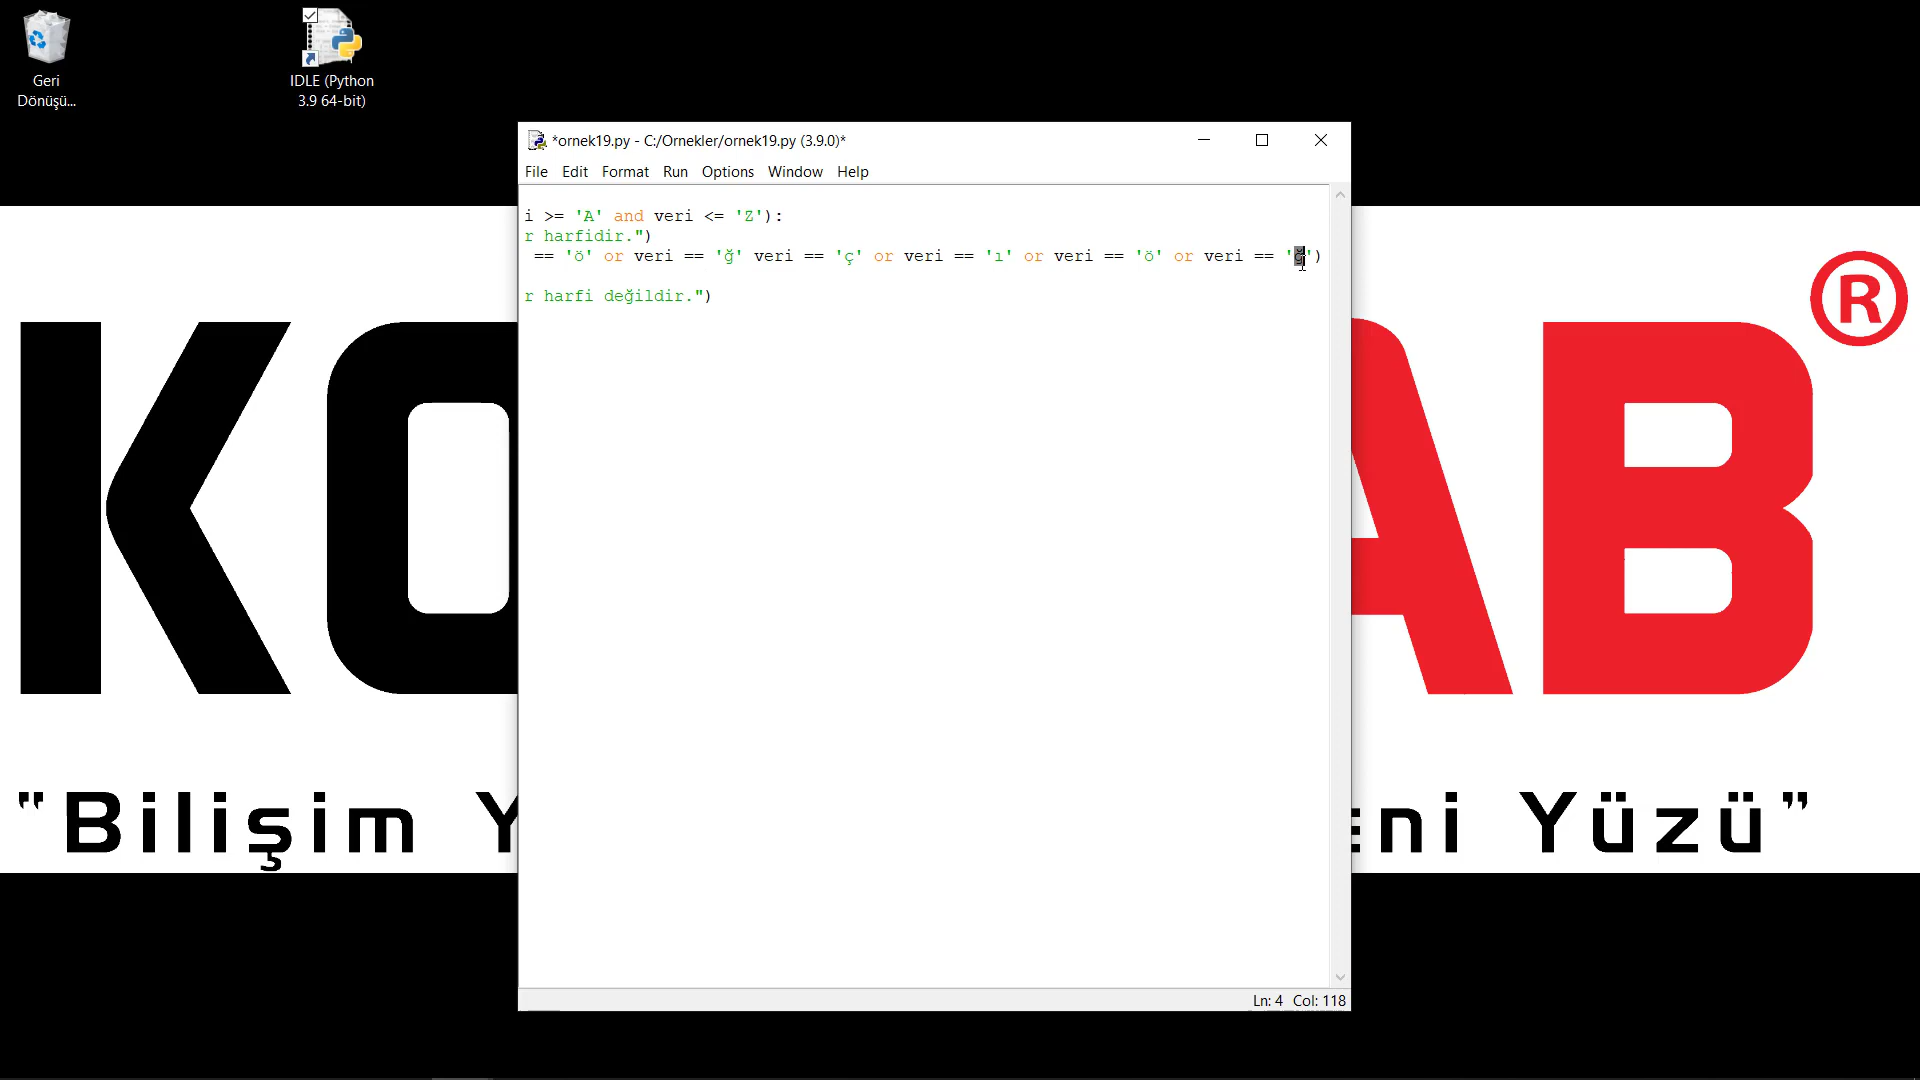 Geri
Dönüşü...
IDLE (Python
3.9 64-bit)
*ornek19.py - C:/Ornekler/ornek19.py (3.9.0)*
File Edit Format Run Options Window Help
i >= 'A' and veri <= 'Z'):
r harfidir.")
== 'ö' or veri == 'ğ' veri == 'ç' or veri == 'ı' or veri == 'ö' or veri == 'ğ')
r harfi değildir.")
Ln: 4 Col: 118
KO AB ®
"Bilişim Y eni Yüzü"